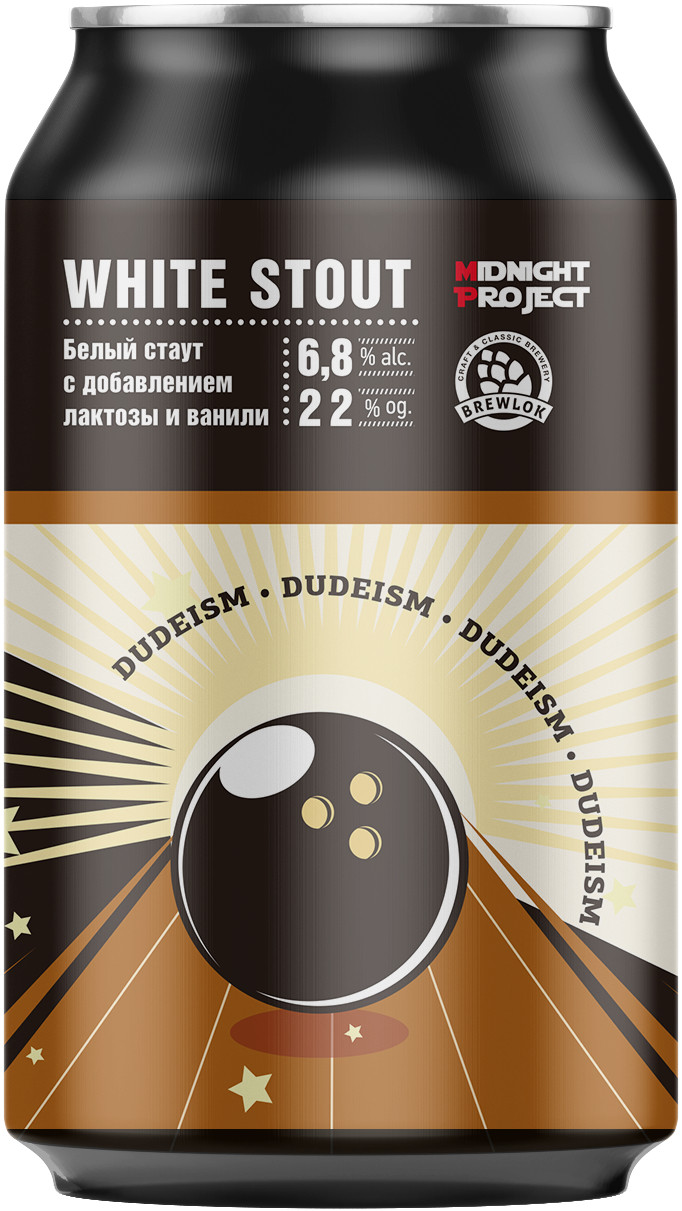 WHITE STOUT
MIDNIGHT
PROJECT
Белый стаут
с добавлением
лактозы и ванили
6,8 % alc.
22 % og.
CRAFT & CLASSIC BREWERY
BREWLOK
DUDEISM • DUDEISM • DUDEISM • DUDEISM